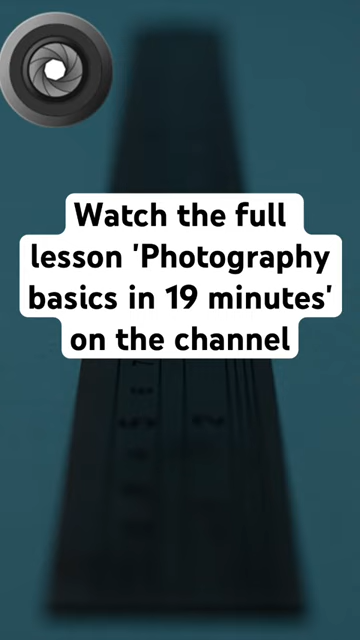 Watch the full
lesson 'Photography
basics in 19 minutes'
on the channel